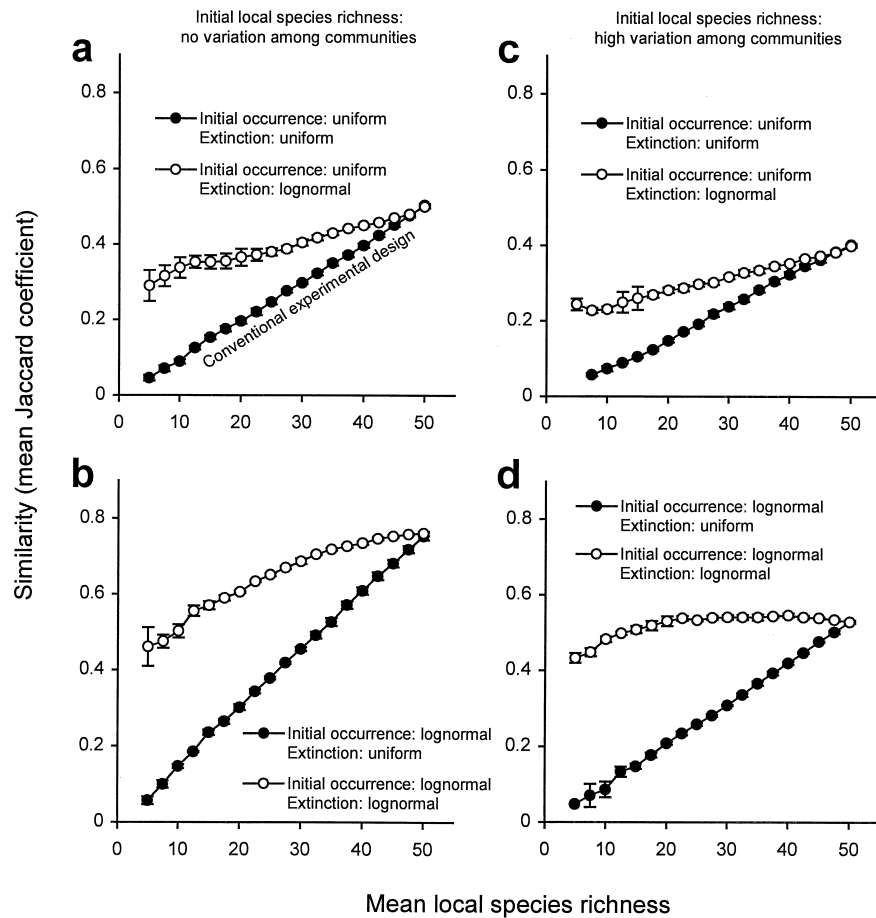 Initial local species richness:
no variation among communities
Initial local species richness:
high variation among communities
a
0.8
0.6
0.4
0.2
0
Initial occurrence: uniform
Extinction: uniform
Initial occurrence: uniform
Extinction: lognormal
Conventional experimental design
0 10 20 30 40 50
c
0.8
0.6
0.4
0.2
0
Initial occurrence: uniform
Extinction: uniform
Initial occurrence: uniform
Extinction: lognormal
0 10 20 30 40 50
Similarity (mean Jaccard coefficient)
b
0.8
0.6
0.4
0.2
0
Initial occurrence: lognormal
Extinction: uniform
Initial occurrence: lognormal
Extinction: lognormal
0 10 20 30 40 50
d
0.8
0.6
0.4
0.2
0
Initial occurrence: lognormal
Extinction: uniform
Initial occurrence: lognormal
Extinction: lognormal
0 10 20 30 40 50
Mean local species richness